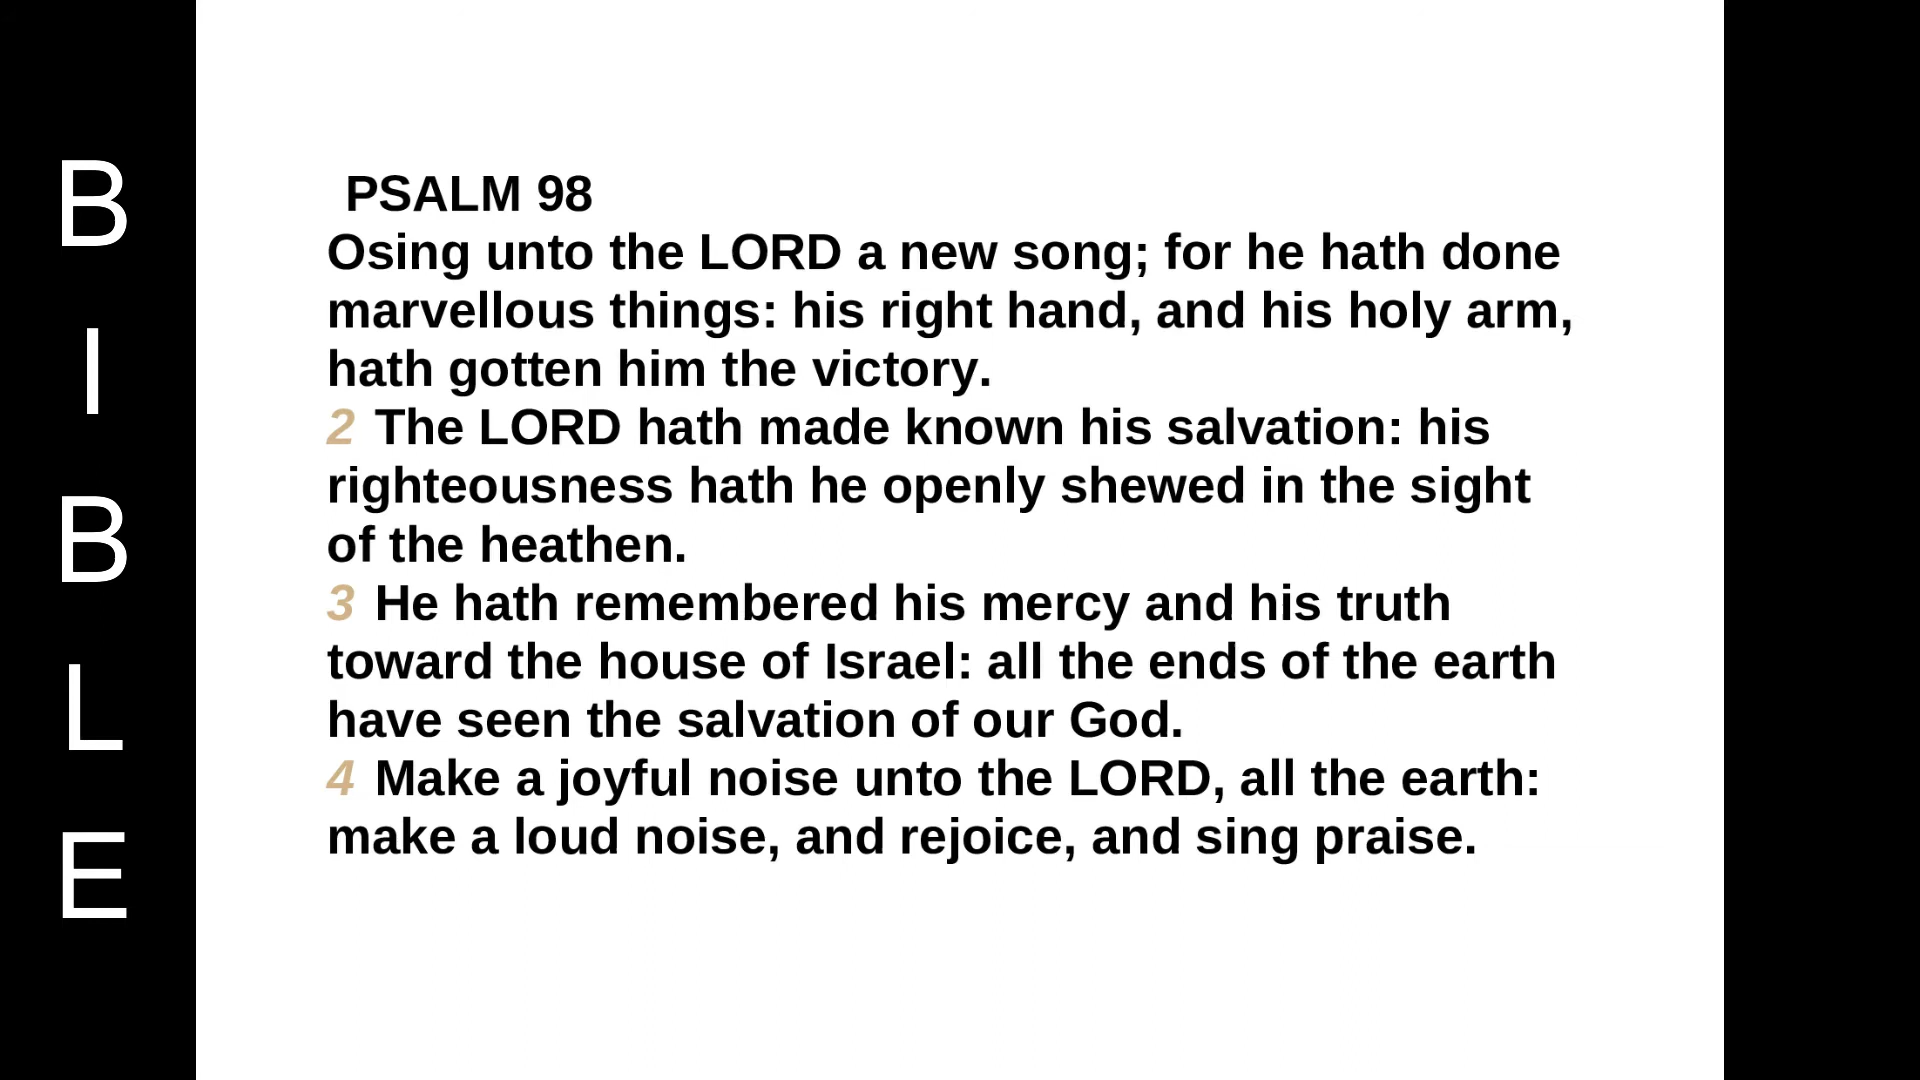 B
I
B
L
E
PSALM 98
Osing unto the LORD a new song; for he hath done
marvellous things: his right hand, and his holy arm,
hath gotten him the victory.
2 The LORD hath made known his salvation: his
righteousness hath he openly shewed in the sight
of the heathen.
3 He hath remembered his mercy and his truth
toward the house of Israel: all the ends of the earth
have seen the salvation of our God.
4 Make a joyful noise unto the LORD, all the earth:
make a loud noise, and rejoice, and sing praise.